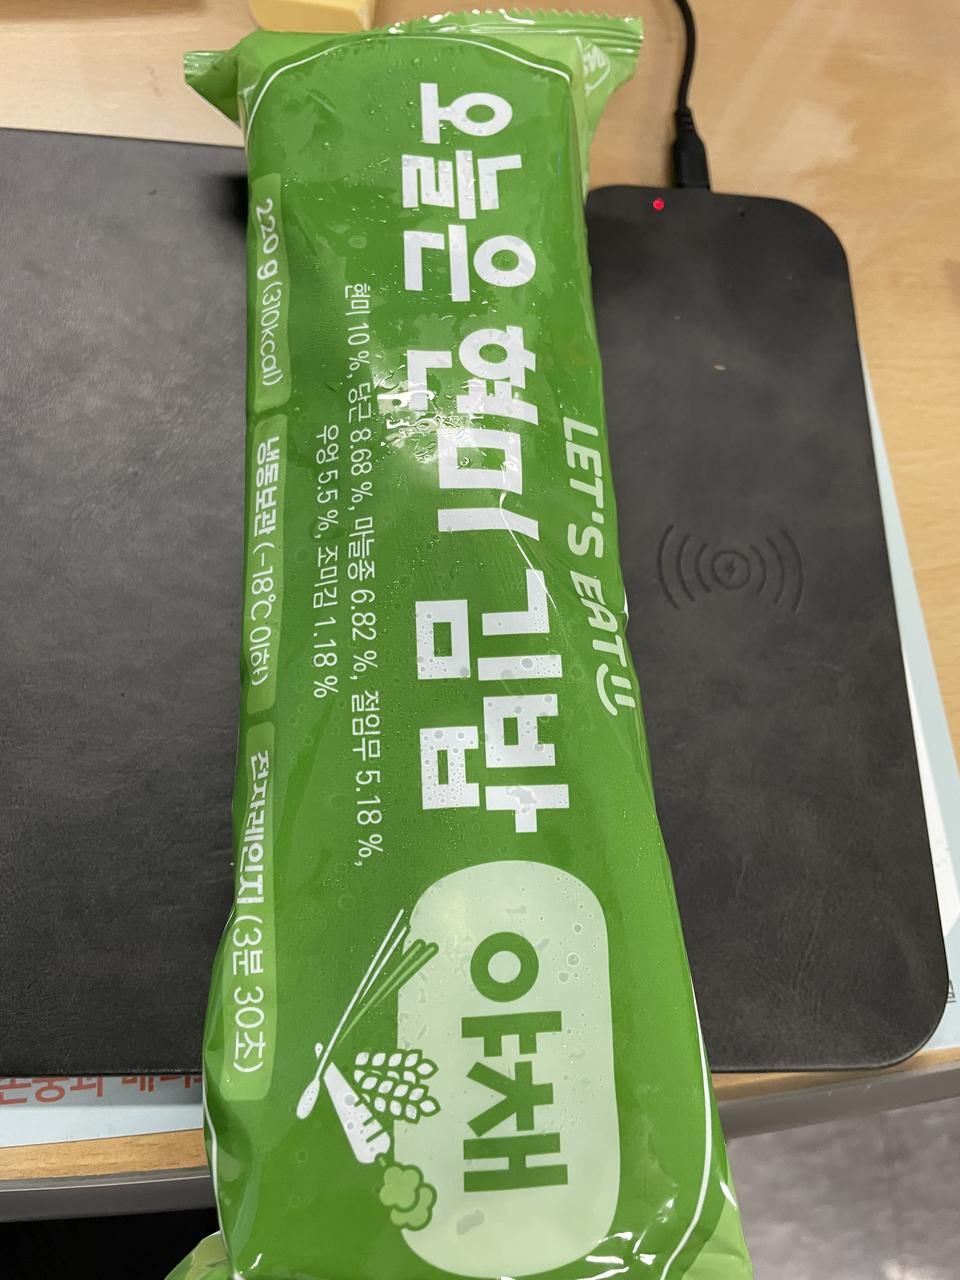 LET'S EAT
오늘은 현미 김밥
야채
현미 10 %, 당근 8.68 %, 마늘종 6.82 %, 절임무 5.18 %,
우엉 5.5 %, 조미김 1.18 %
220 g (310kcal)
냉동보관 (-18℃ 이하)
전자레인지 (3분 30초)